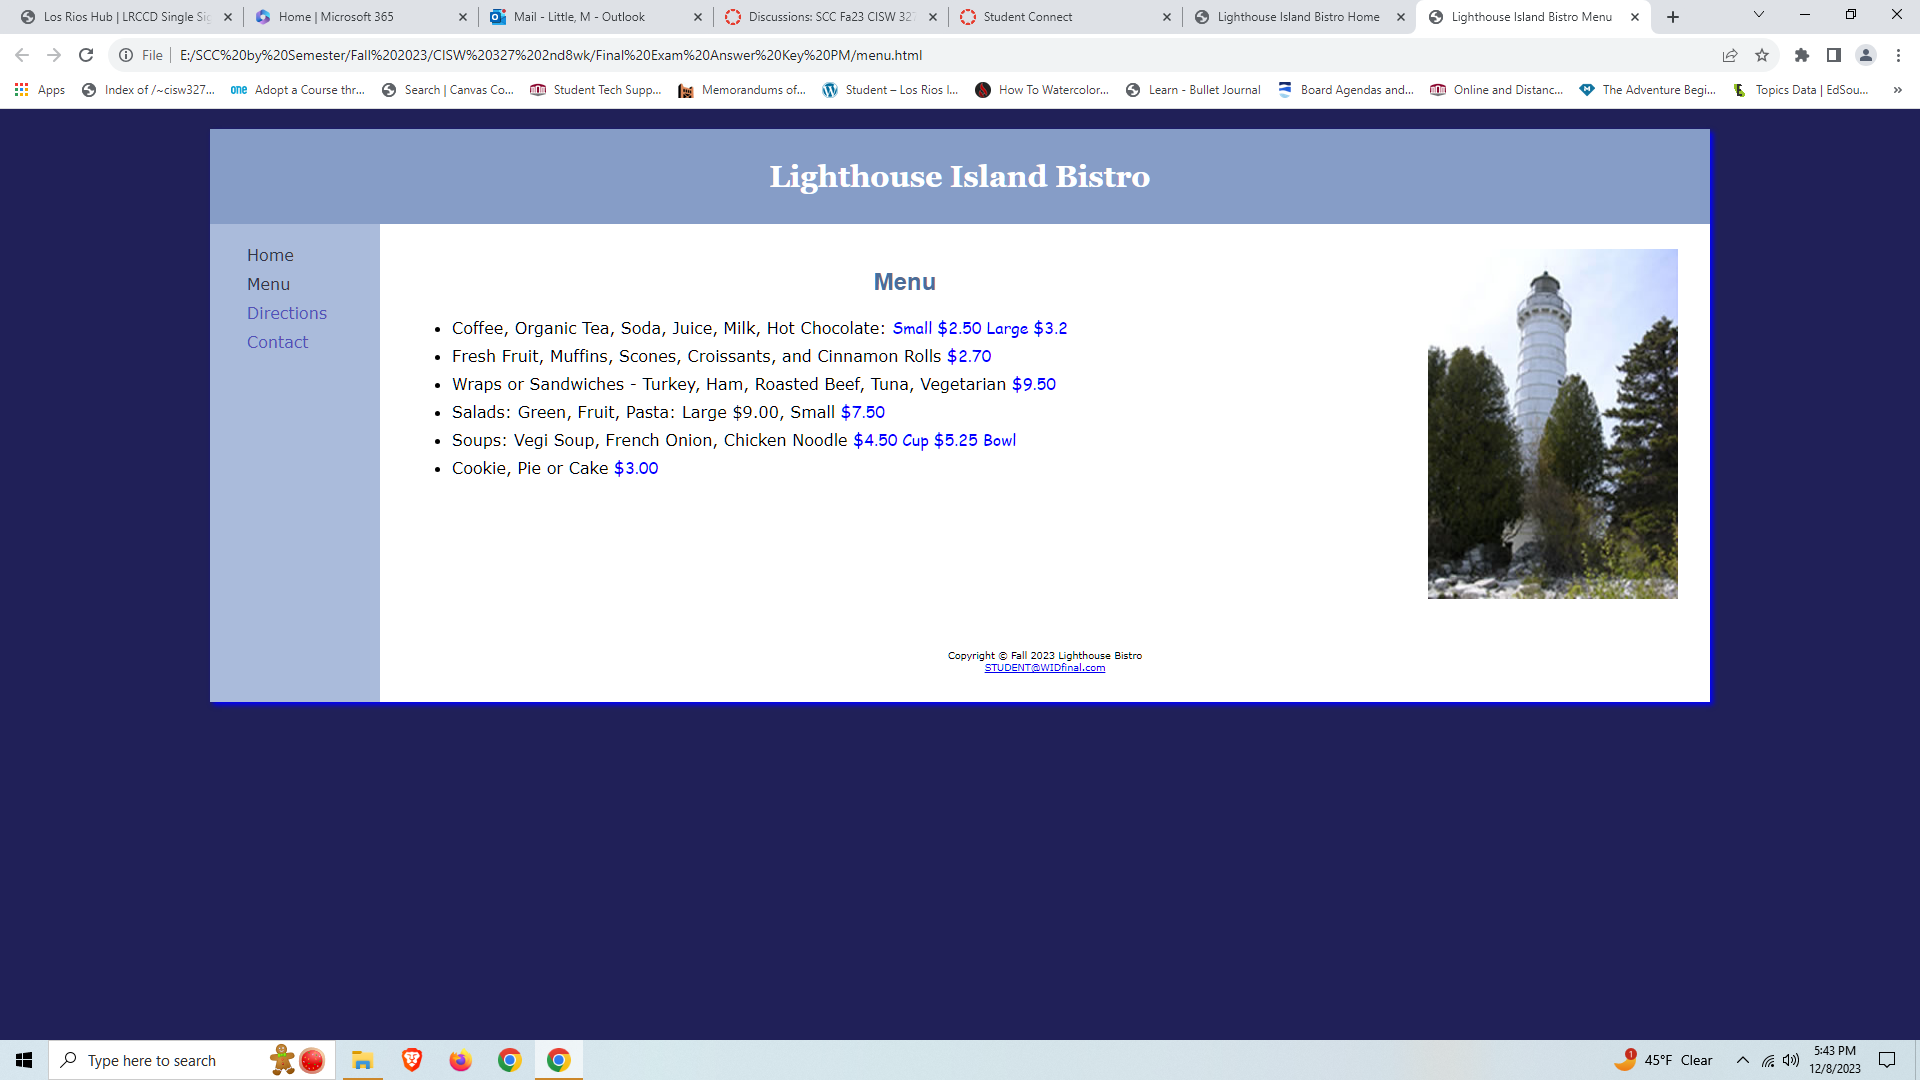 Los Rios Hub | LRCCD Single Sig
Home | Microsoft 365
Mail - Little, M - Outlook
Discussions: SCC Fa23 CISW 327
Student Connect
Lighthouse Island Bistro Home
Lighthouse Island Bistro Menu
File
E:/SCC%20by%20Semester/Fall%202023/CISW%20327%202nd8wk/Final%20Exam%20Answer%20Key%20PM/menu.html
Apps
Index of /~cisw327...
one Adopt a Course thr...
Search | Canvas Co...
Student Tech Supp...
Memorandums of...
Student – Los Rios I...
How To Watercolor...
Learn - Bullet Journal
Board Agendas and...
Online and Distanc...
The Adventure Begi...
Topics Data | EdSou...
»
Lighthouse Island Bistro
Home
Menu
Directions
Contact
Menu
• Coffee, Organic Tea, Soda, Juice, Milk, Hot Chocolate: Small $2.50 Large $3.2
• Fresh Fruit, Muffins, Scones, Croissants, and Cinnamon Rolls $2.70
• Wraps or Sandwiches - Turkey, Ham, Roasted Beef, Tuna, Vegetarian $9.50
• Salads: Green, Fruit, Pasta: Large $9.00, Small $7.50
• Soups: Vegi Soup, French Onion, Chicken Noodle $4.50 Cup $5.25 Bowl
• Cookie, Pie or Cake $3.00
Copyright © Fall 2023 Lighthouse Bistro
STUDENT@WIDfinal.com
Type here to search
1
45°F Clear
5:43 PM
12/8/2023